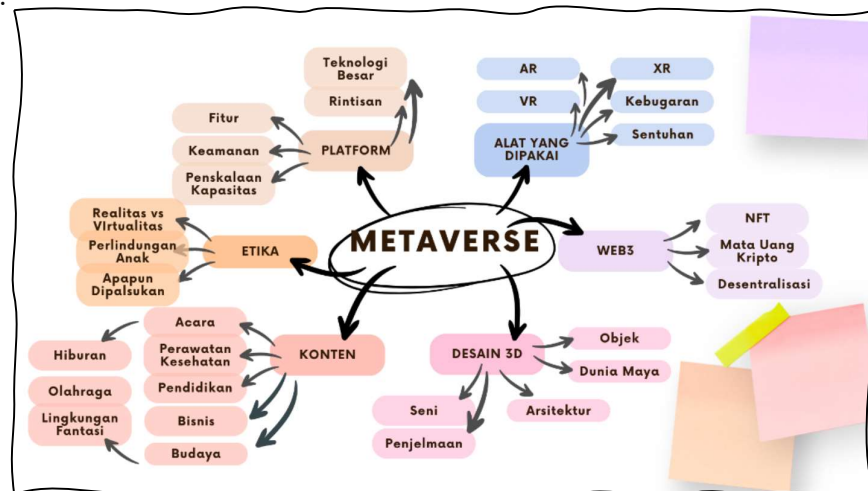 METAVERSE
PLATFORM
Teknologi
Besar
Rintisan
Fitur
Keamanan
Penskalaan
Kapasitas
ALAT YANG
DIPAKAI
AR
VR
XR
Kebugaran
Sentuhan
WEB3
NFT
Mata Uang
Kripto
Desentralisasi
ETIKA
Realitas vs
VIrtualitas
Perlindungan
Anak
Apapun
Dipalsukan
KONTEN
Acara
Perawatan
Kesehatan
Pendidikan
Bisnis
Budaya
Hiburan
Olahraga
Lingkungan
Fantasi
DESAIN 3D
Objek
Dunia Maya
Arsitektur
Seni
Penjelmaan